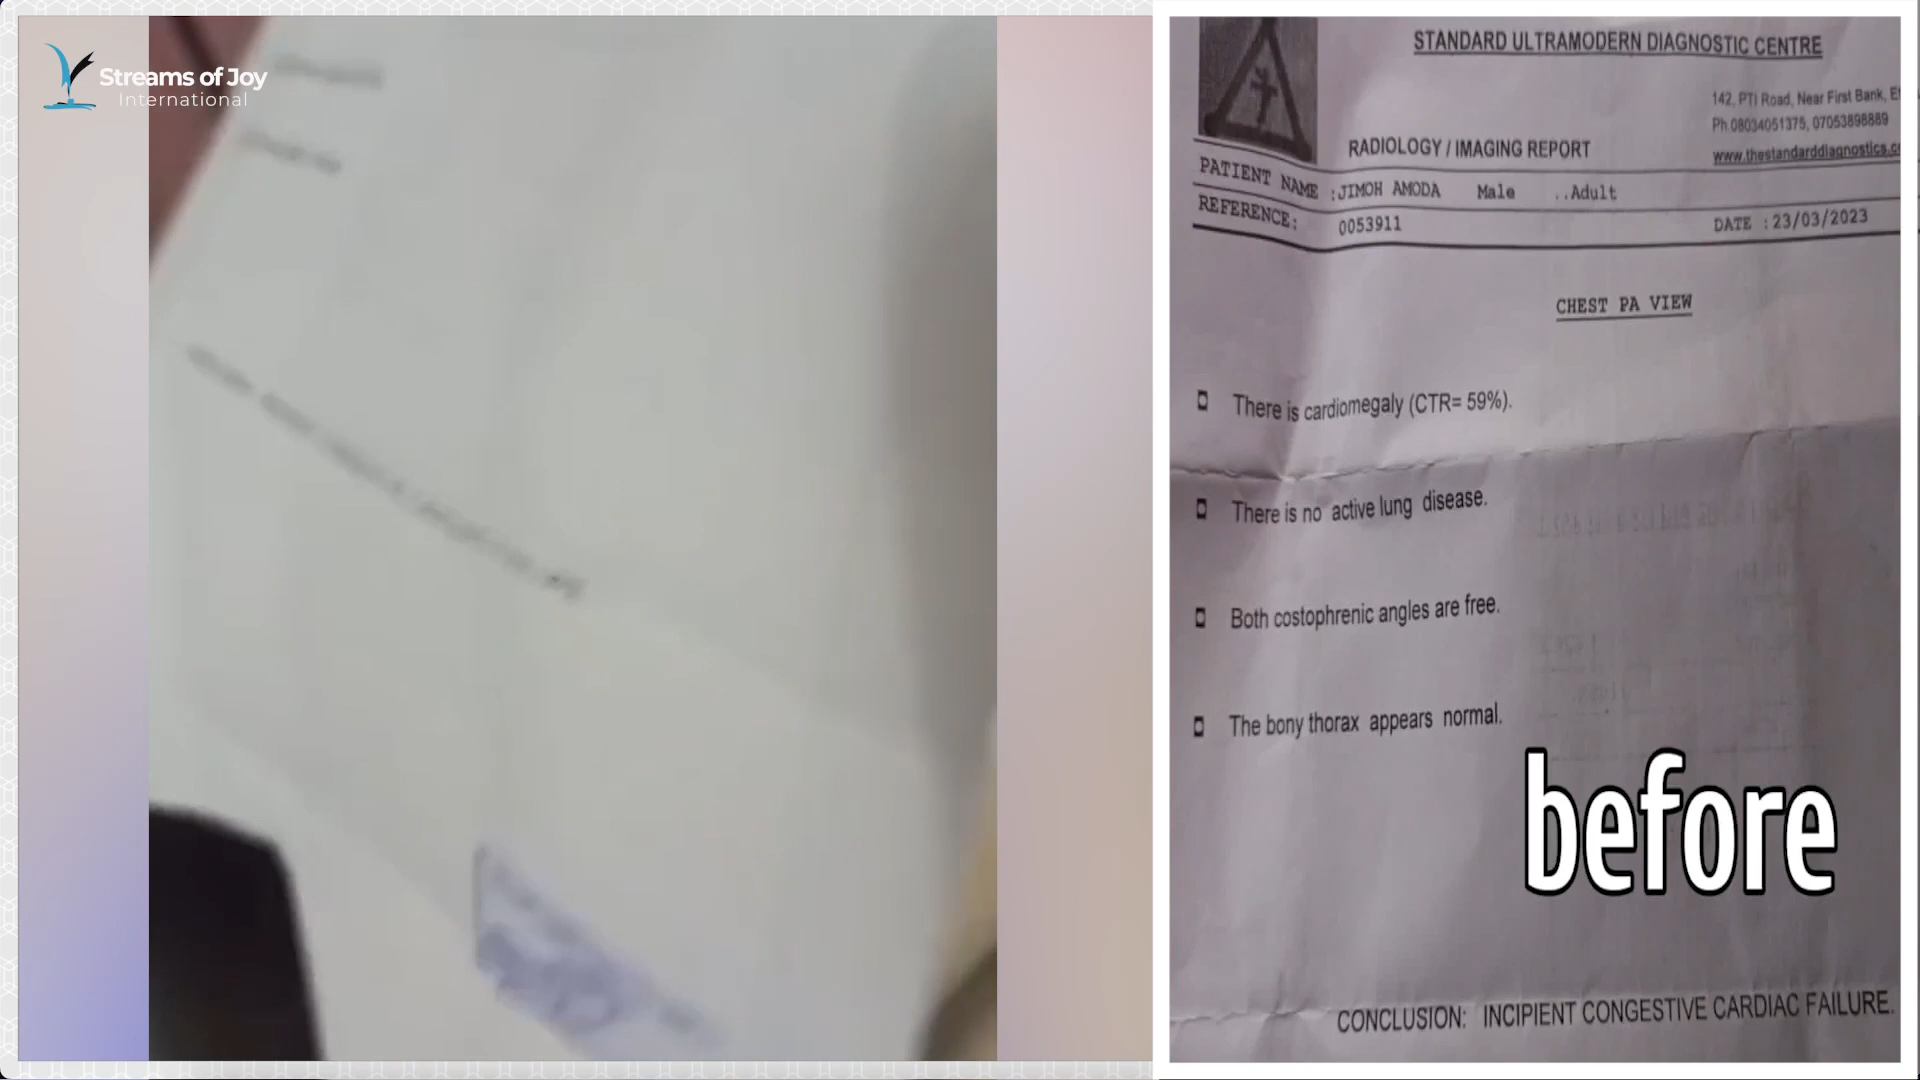 Streams of Joy
International
STANDARD ULTRAMODERN DIAGNOSTIC CENTRE
142, PTI Road, Near First Bank,
Ph 08034051375, 07053898889
RADIOLOGY / IMAGING REPORT
www.thestandarddiagnostics.c
PATIENT NAME :JIMOH AMODA Male ..Adult
REFERENCE: 0053911 DATE :23/03/2023
CHEST PA VIEW
There is cardiomegaly (CTR= 59%).
There is no active lung disease.
Both costophrenic angles are free.
The bony thorax appears normal.
before
CONCLUSION: INCIPIENT CONGESTIVE CARDIAC FAILURE.